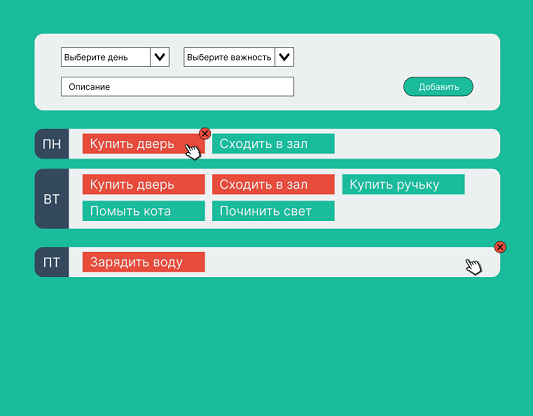 Выберите день Выберите важность
Описание Добавить
ПН Купить дверь Сходить в зал
Купить дверь Сходить в зал Купить ручьку
ВТ
Помыть кота Починить свет
ПТ Зарядить воду